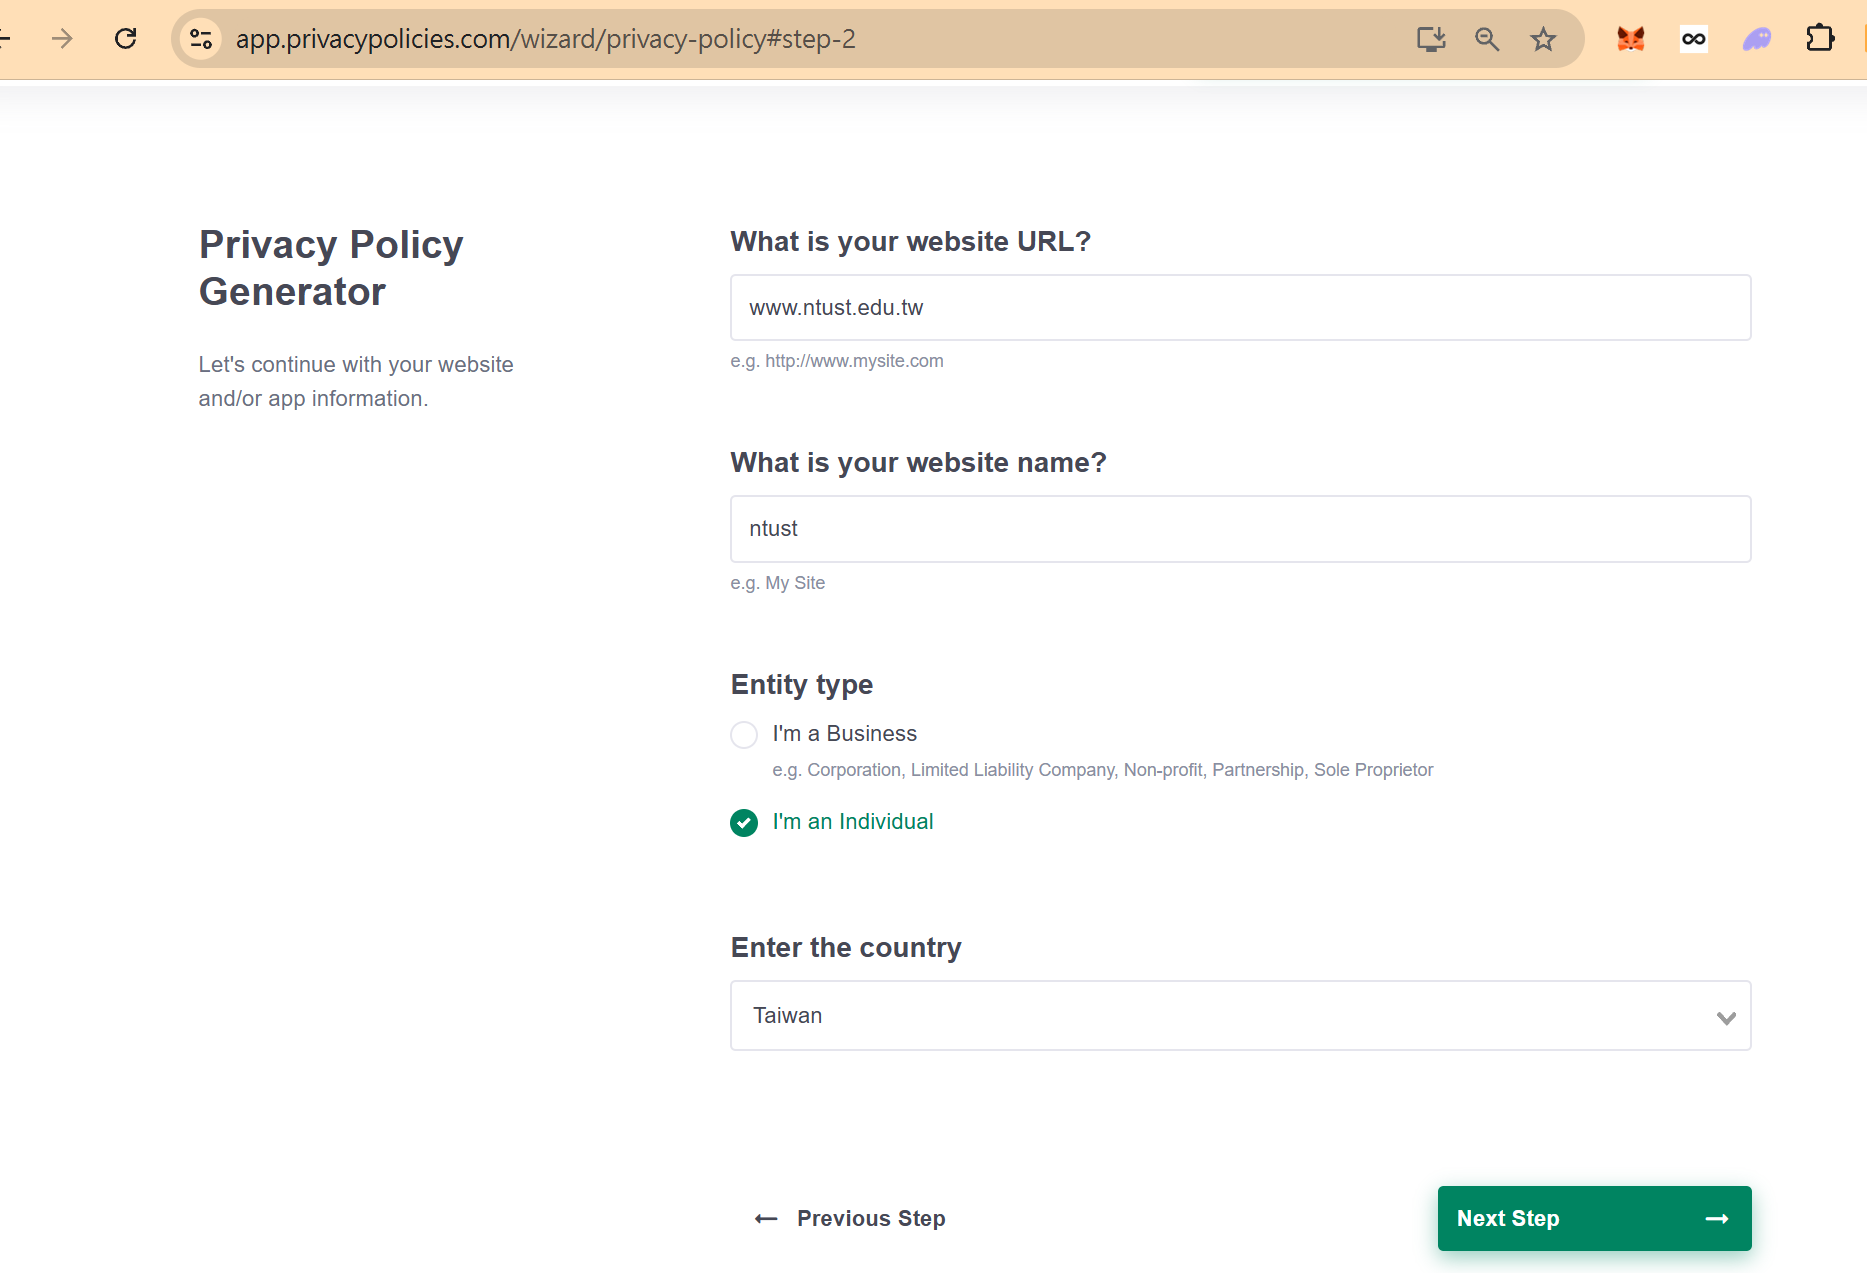 app.privacypolicies.com/wizard/privacy-policy#step-2
Privacy Policy
Generator
Let's continue with your website
and/or app information.
What is your website URL?
www.ntust.edu.tw
e.g. http://www.mysite.com
What is your website name?
ntust
e.g. My Site
Entity type
I'm a Business
e.g. Corporation, Limited Liability Company, Non-profit, Partnership, Sole Proprietor
I'm an Individual
Enter the country
Taiwan
Previous Step
Next Step